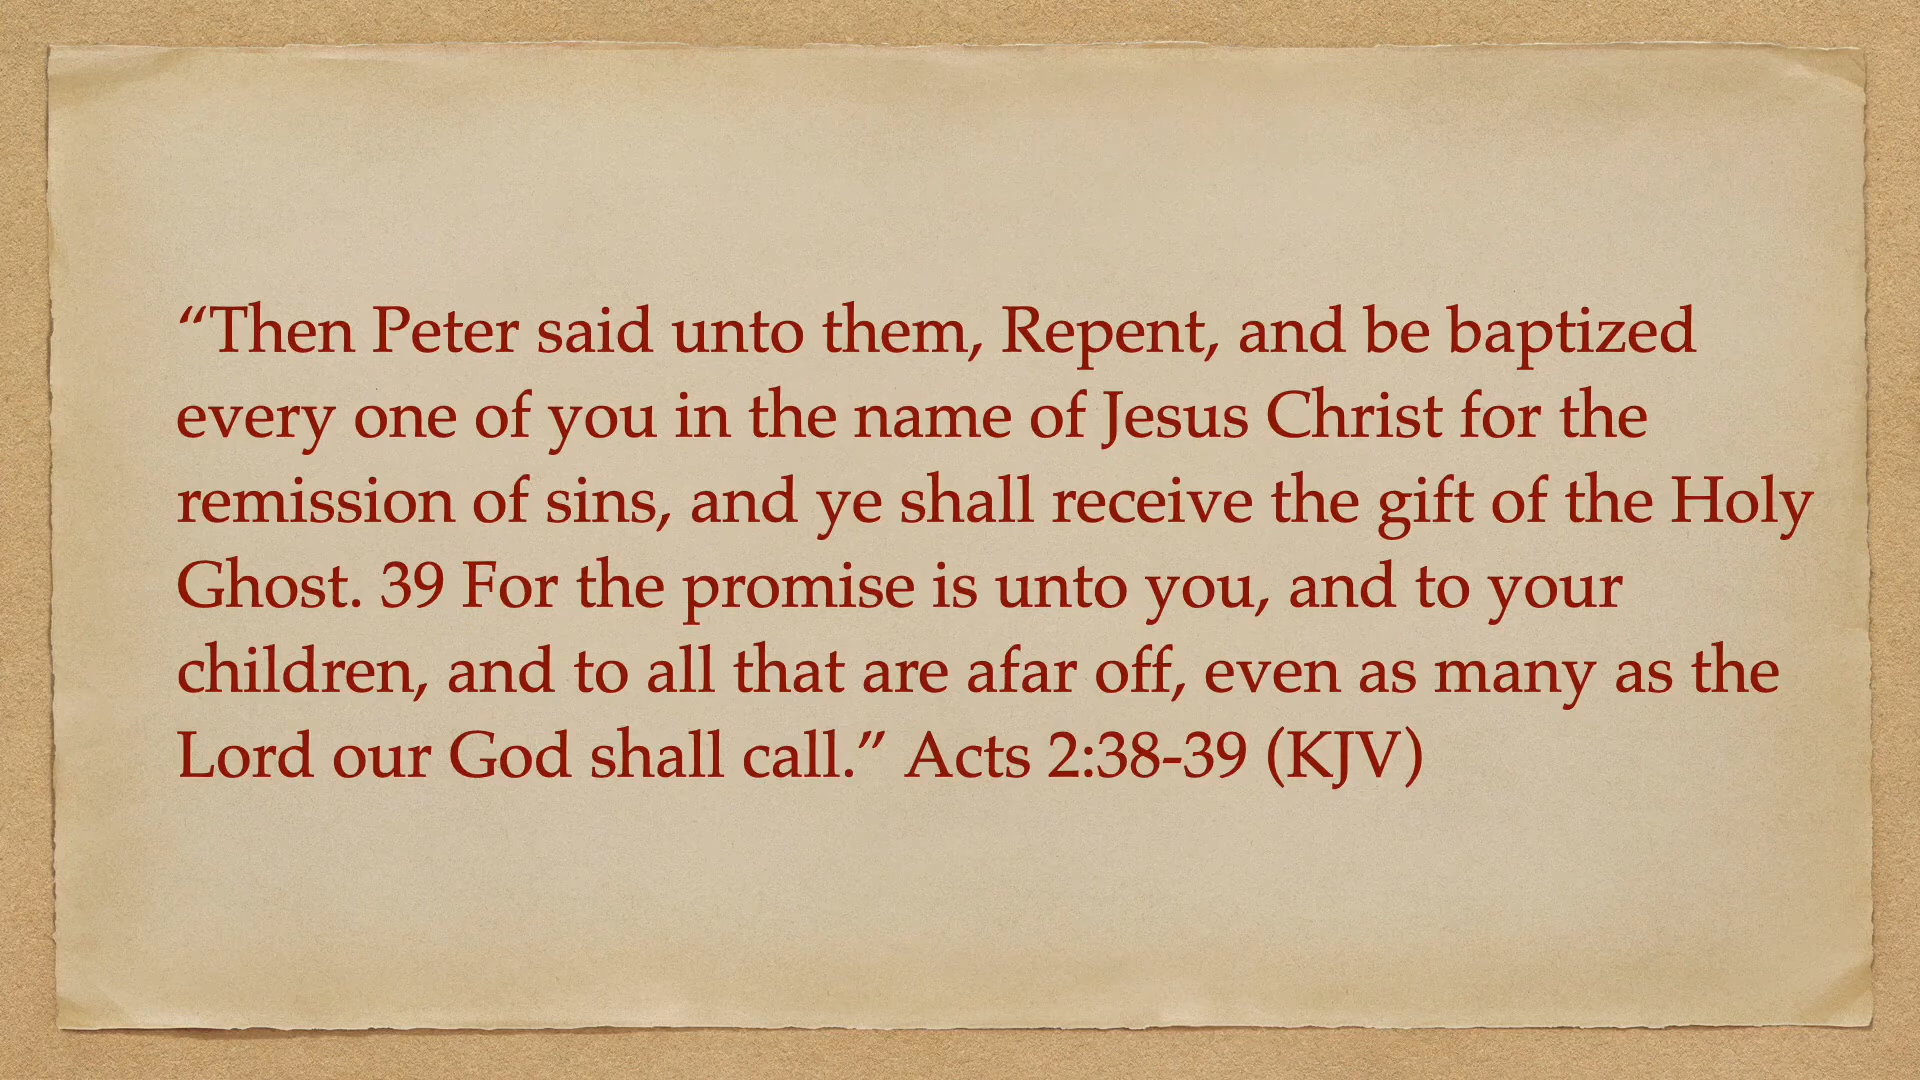 “Then Peter said unto them, Repent, and be baptized
every one of you in the name of Jesus Christ for the
remission of sins, and ye shall receive the gift of the Holy
Ghost. 39 For the promise is unto you, and to your
children, and to all that are afar off, even as many as the
Lord our God shall call.” Acts 2:38-39 (KJV)